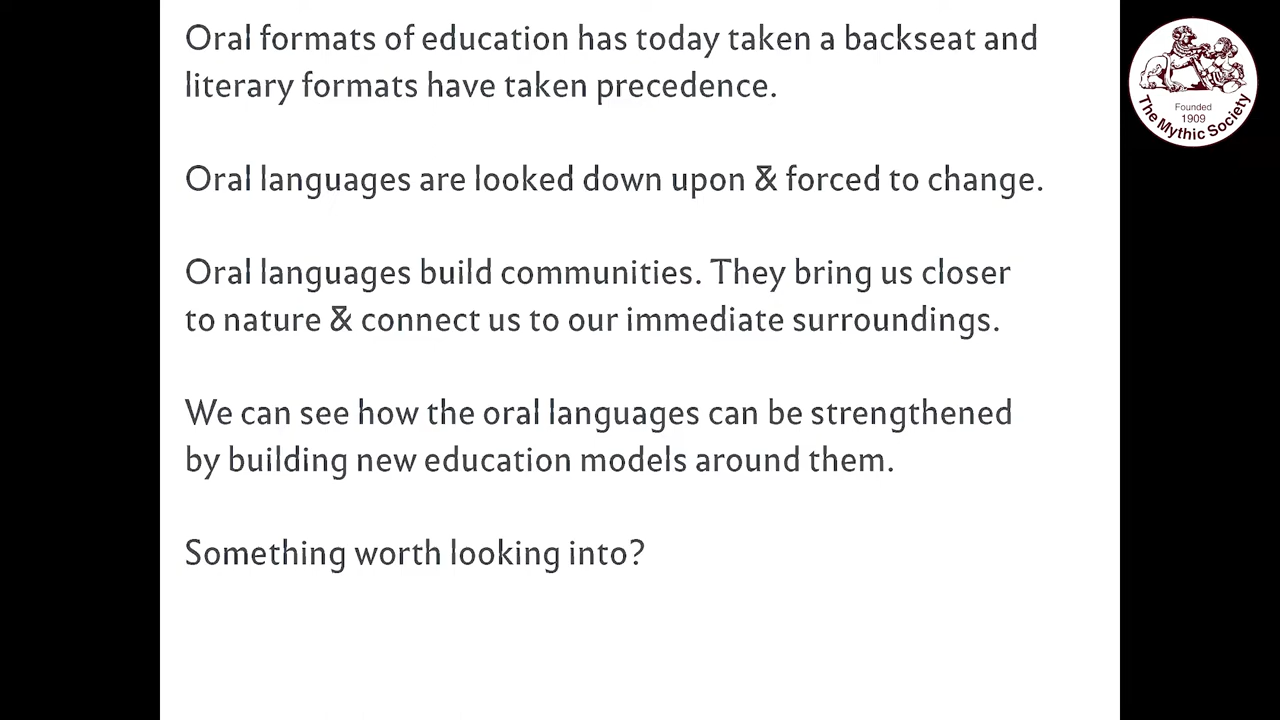 Oral formats of education has today taken a backseat and
literary formats have taken precedence.
Oral languages are looked down upon & forced to change.
Oral languages build communities. They bring us closer
to nature & connect us to our immediate surroundings.
We can see how the oral languages can be strengthened
by building new education models around them.
Something worth looking into?
Founded
1909
The Mythic Society